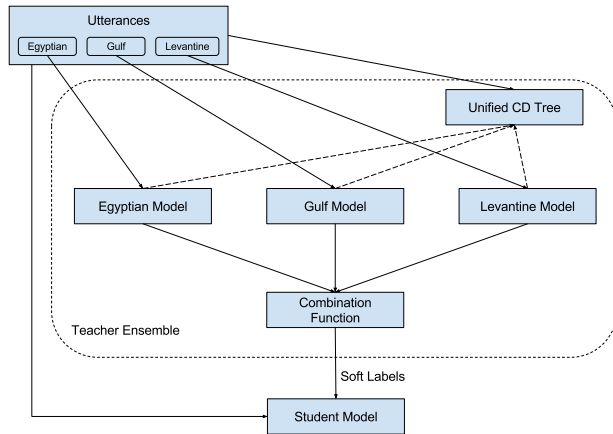 Utterances
Egyptian
Gulf
Levantine
Unified CD Tree
Egyptian Model
Gulf Model
Levantine Model
Combination
Function
Teacher Ensemble
Soft Labels
Student Model